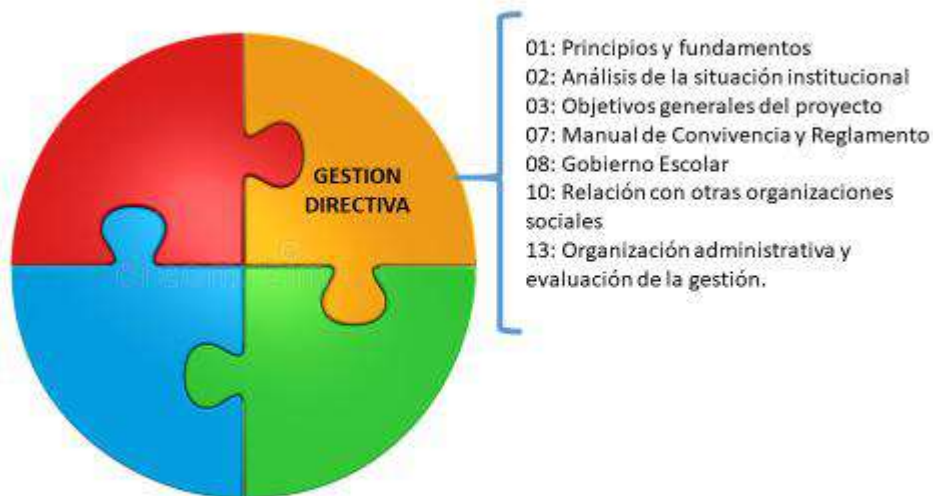 GESTION
DIRECTIVA
01: Principios y fundamentos
02: Análisis de la situación institucional
03: Objetivos generales del proyecto
07: Manual de Convivencia y Reglamento
08: Gobierno Escolar
10: Relación con otras organizaciones
sociales
13: Organización administrativa y
evaluación de la gestión.